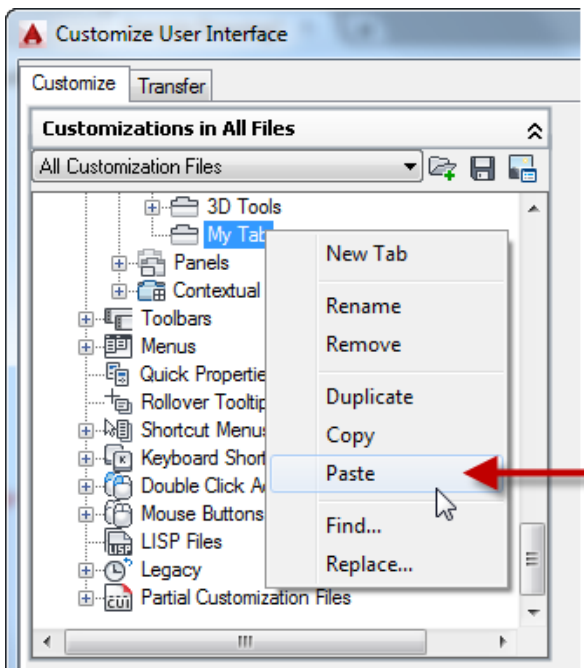 Customize User Interface
Customize Transfer
Customizations in All Files
All Customization Files
3D Tools
My Tab
New Tab
Panels
Contextual
Rename
Toolbars
Remove
Menus
Quick Propertie
Duplicate
Rollover Tooltip
Shortcut Menu
Copy
Keyboard Short
Paste
Double Click A
Mouse Buttons
Find...
LISP Files
Legacy
Replace...
Partial Customization Files